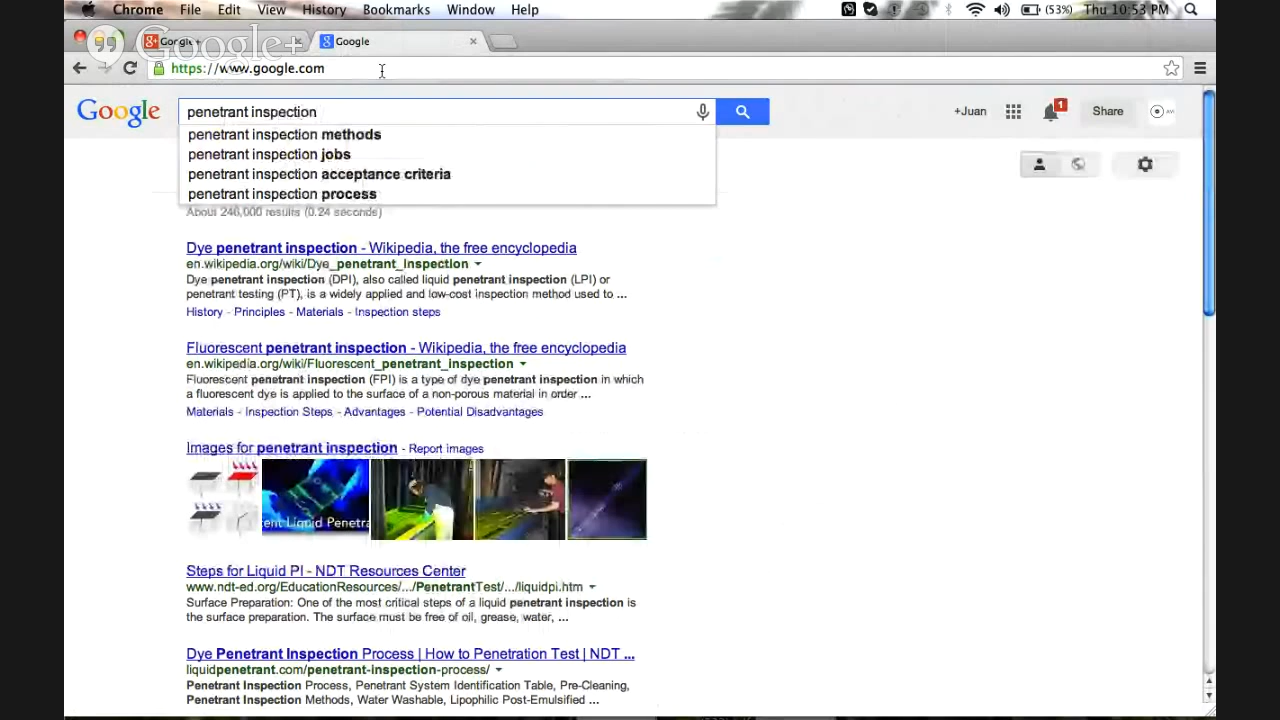 Chrome File Edit View History Bookmarks Window Help (53%) Thu 10:53 PM
Google+
Google+ Google
https://www.google.com
Google penetrant inspection +Juan 1 Share
penetrant inspection methods
penetrant inspection jobs
penetrant inspection acceptance criteria
penetrant inspection process
About 246,000 results (0.24 seconds)
Dye penetrant inspection - Wikipedia, the free encyclopedia
en.wikipedia.org/wiki/Dye_penetrant_inspection
Dye penetrant inspection (DPI), also called liquid penetrant inspection (LPI) or
penetrant testing (PT), is a widely applied and low-cost inspection method used to ...
History - Principles - Materials - Inspection steps
Fluorescent penetrant inspection - Wikipedia, the free encyclopedia
en.wikipedia.org/wiki/Fluorescent_penetrant_inspection
Fluorescent penetrant inspection (FPI) is a type of dye penetrant inspection in which
a fluorescent dye is applied to the surface of a non-porous material in order ...
Materials - Inspection Steps - Advantages - Potential Disadvantages
Images for penetrant inspection - Report images
cent Liquid Penetra
Steps for Liquid PI - NDT Resources Center
www.ndt-ed.org/EducationResources/.../PenetrantTest/.../liquidpi.htm
Surface Preparation: One of the most critical steps of a liquid penetrant inspection is
the surface preparation. The surface must be free of oil, grease, water, ...
Dye Penetrant Inspection Process | How to Penetration Test | NDT ...
liquidpenetrant.com/penetrant-inspection-process/
Penetrant Inspection Process, Penetrant System Identification Table, Pre-Cleaning,
Penetrant Inspection Methods, Water Washable, Lipophilic Post-Emulsified ...